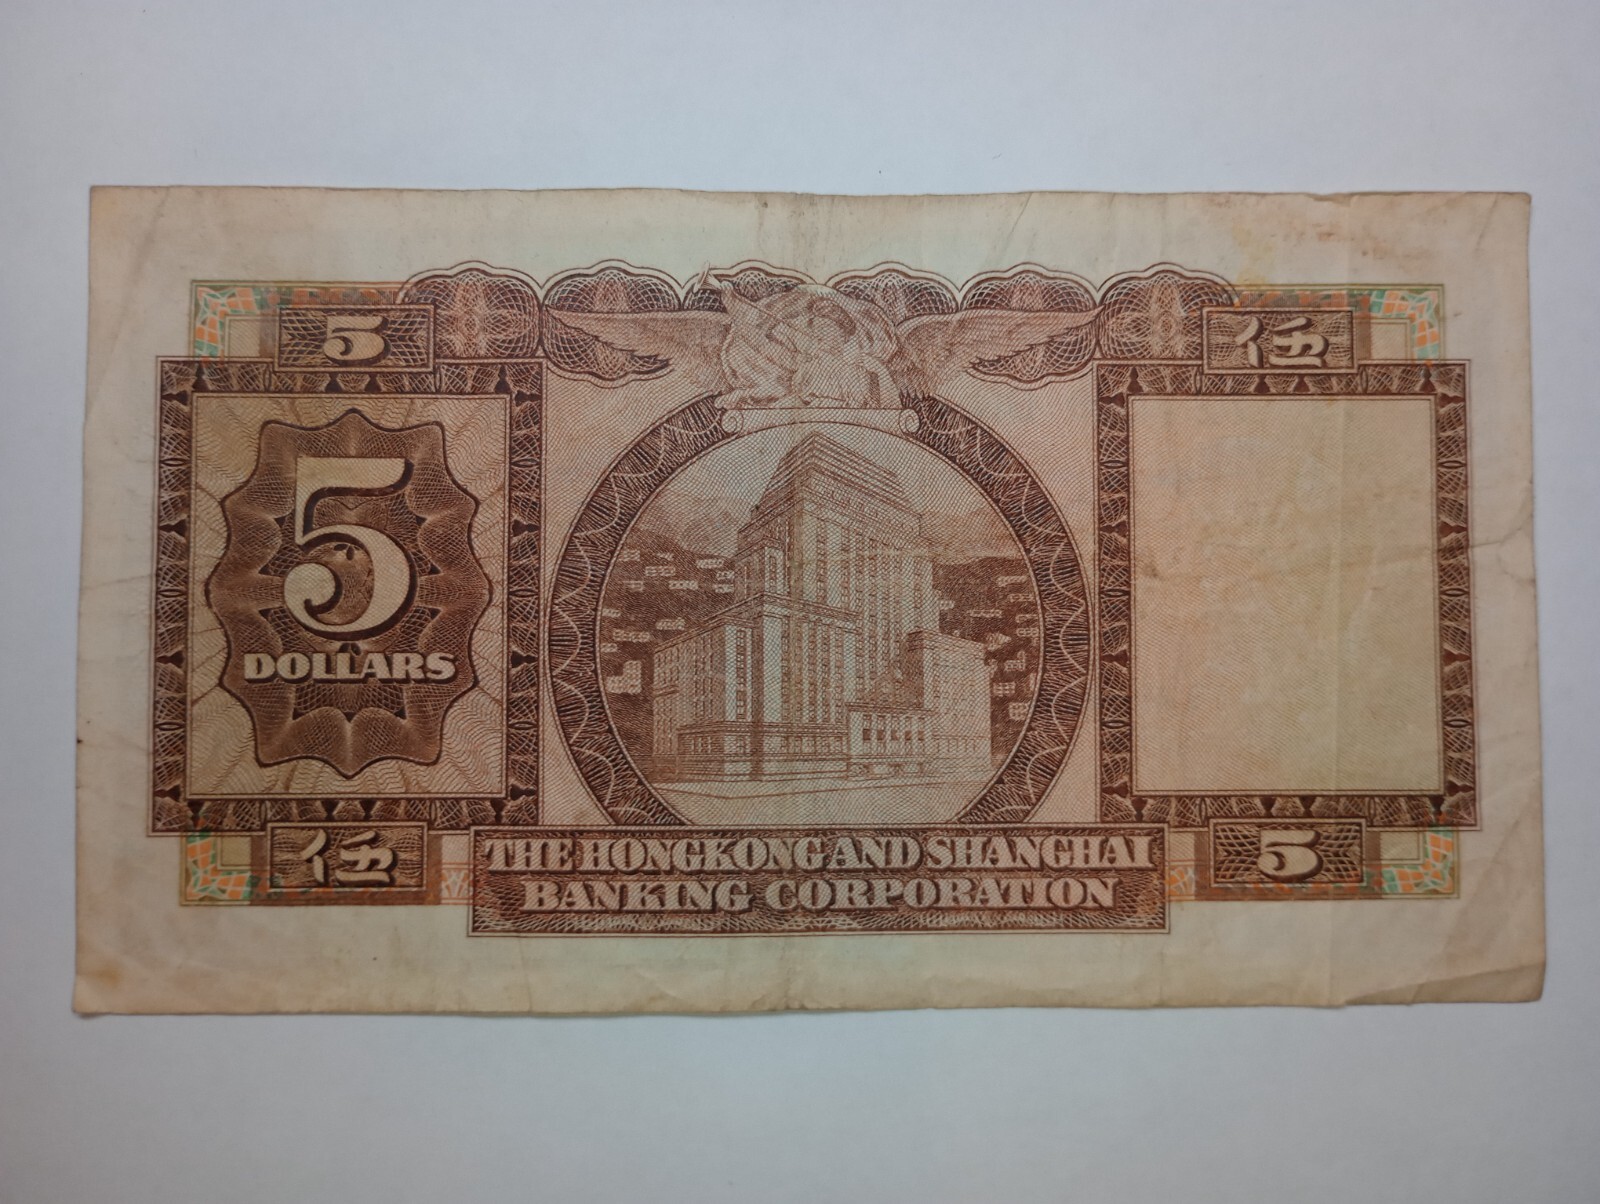 5
伍
5
DOLLARS
伍
THE HONGKONG AND SHANGHAI
BANKING CORPORATION
5